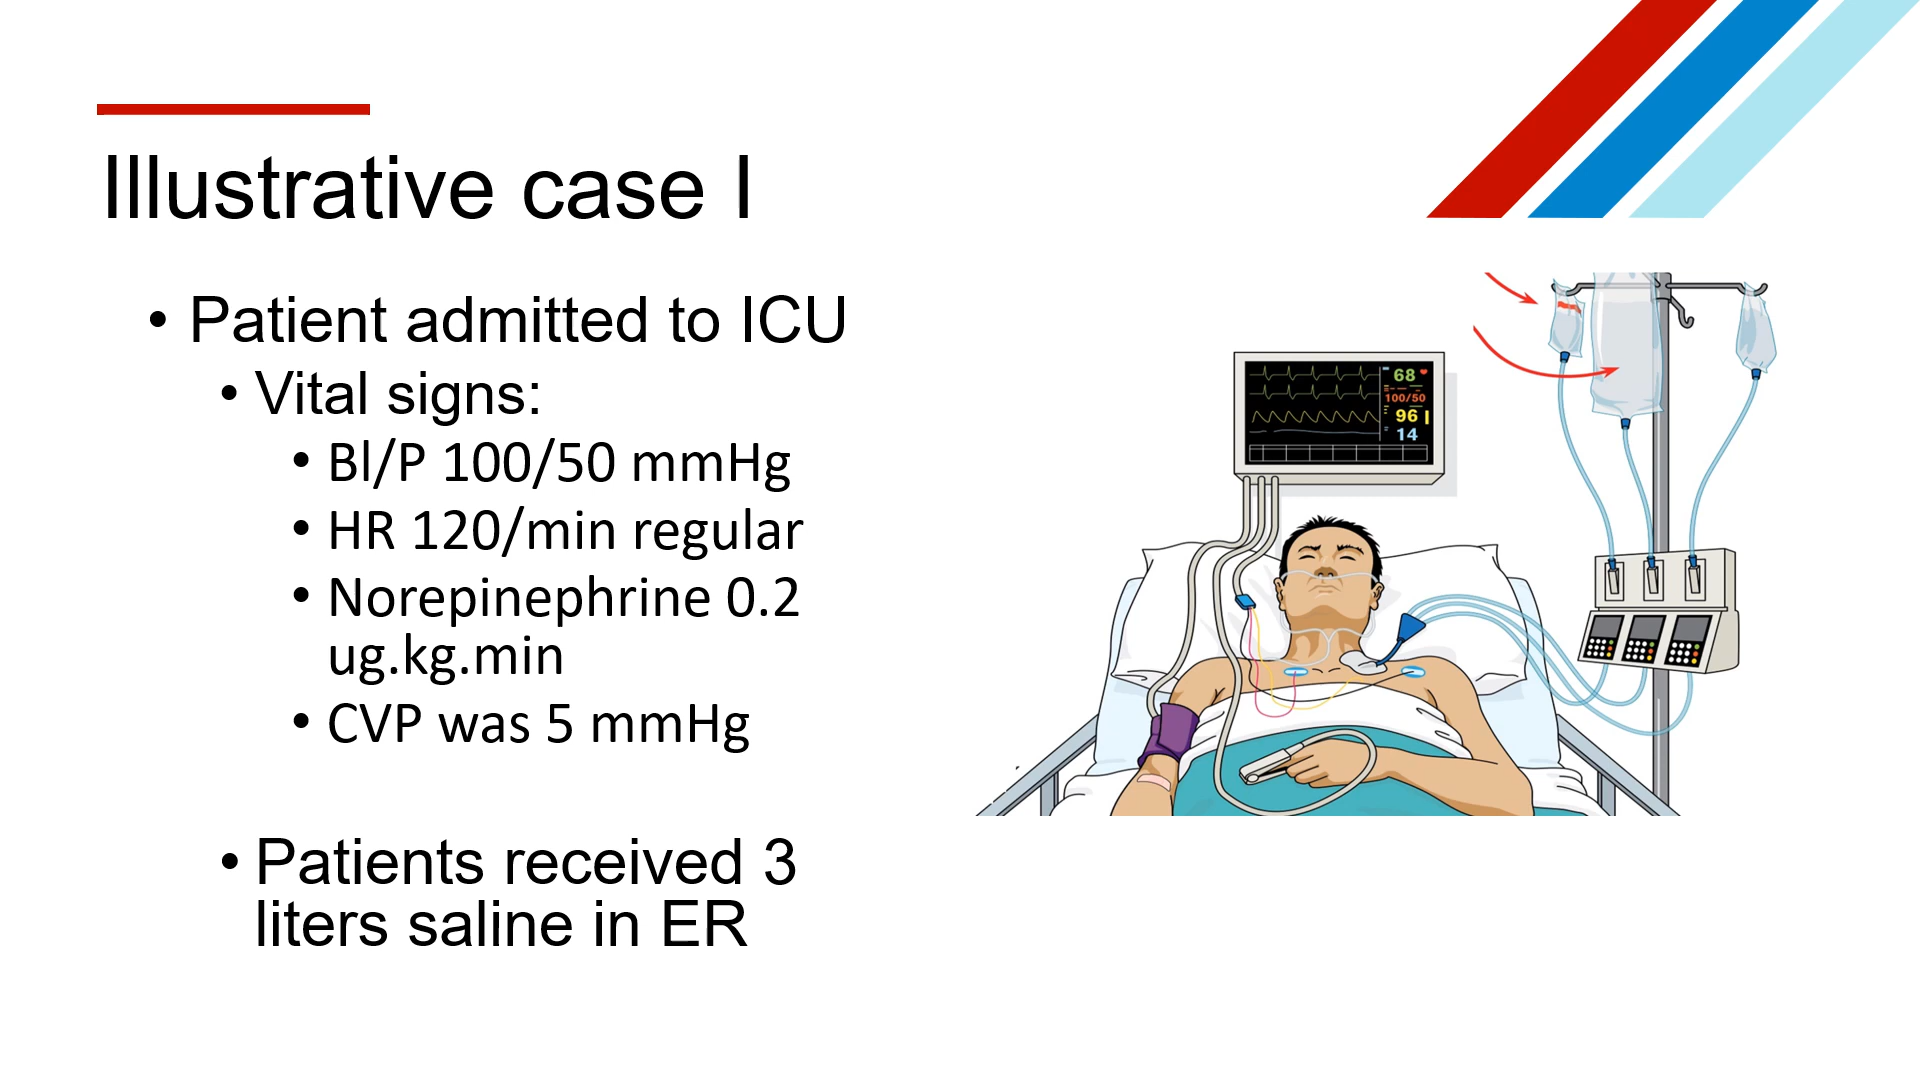 Illustrative case I
• Patient admitted to ICU
• Vital signs:
• Bl/P 100/50 mmHg
• HR 120/min regular
• Norepinephrine 0.2
ug.kg.min
• CVP was 5 mmHg
• Patients received 3
liters saline in ER
68
100/50
96
14